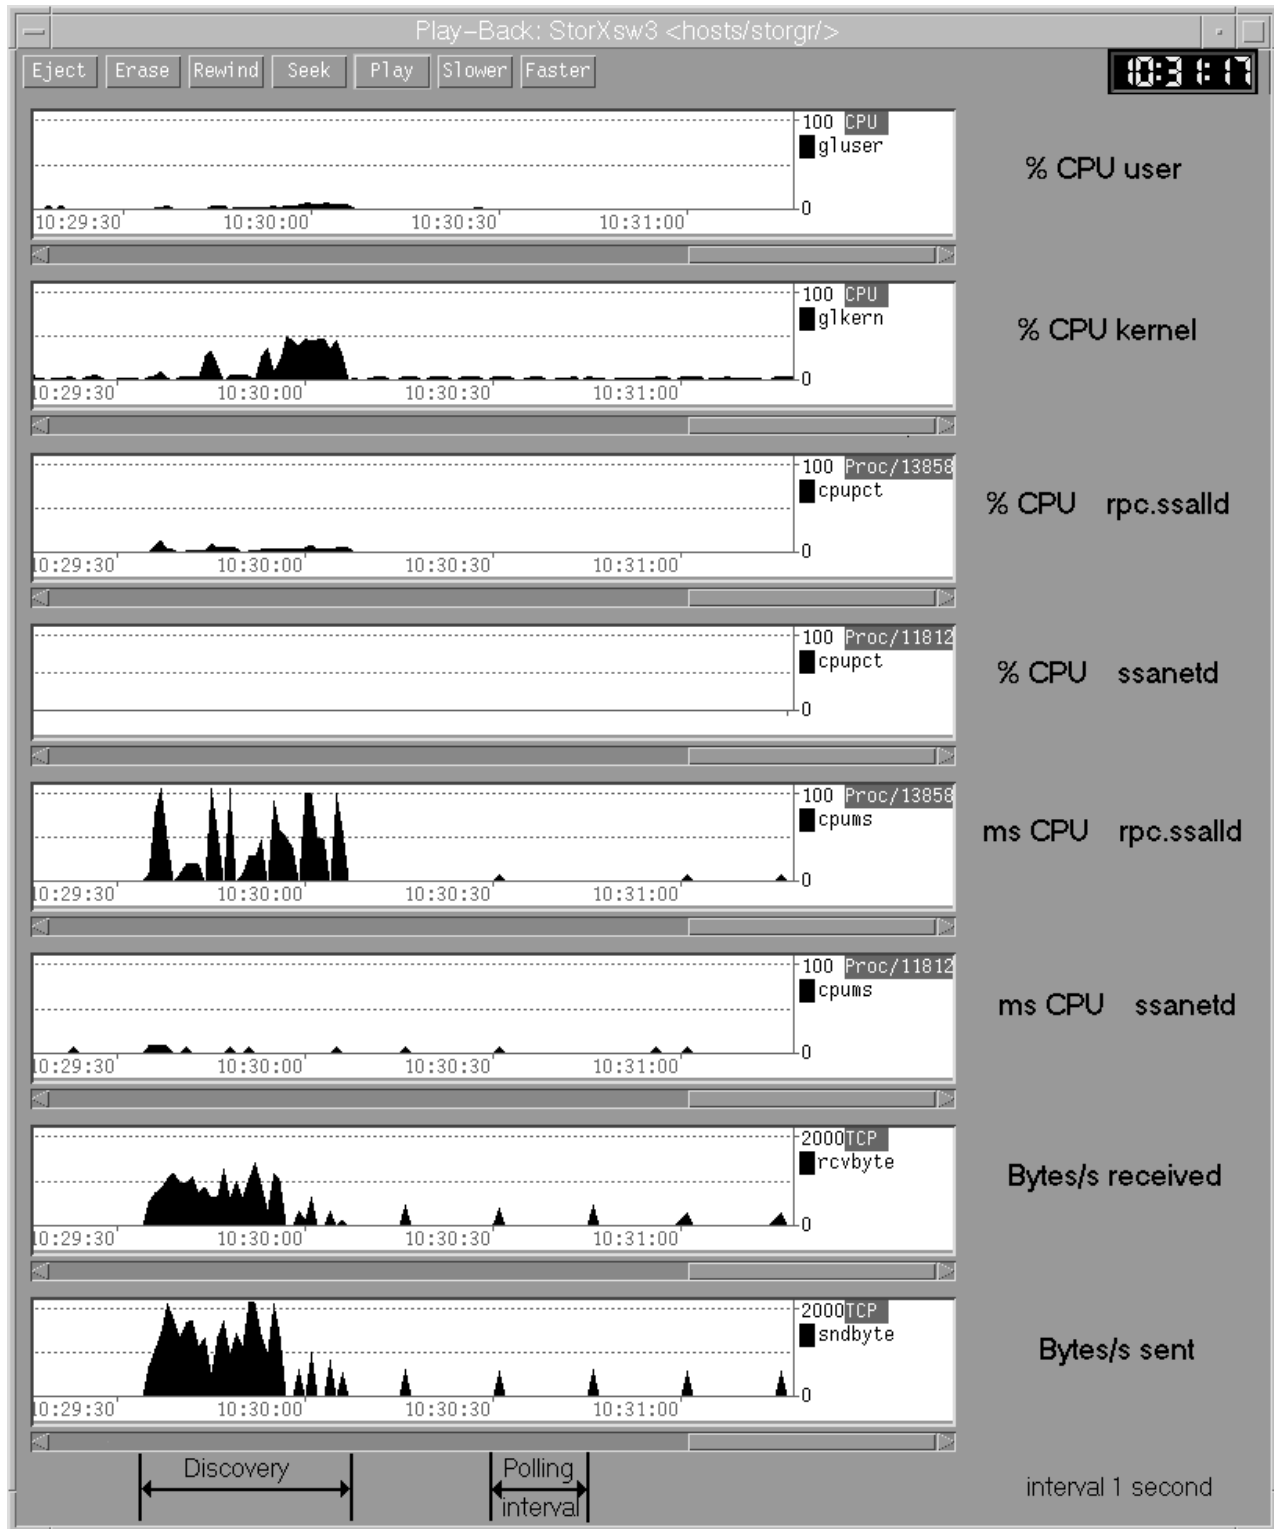 Play-Back: StorXsw3 <hosts/storgr/>
Eject Erase Rewind Seek Play Slower Faster
10:31:17
100 CPU
gluser
% CPU user
0
10:29:30 10:30:00 10:30:30 10:31:00
100 CPU
glkern
% CPU kernel
0
10:29:30 10:30:00 10:30:30 10:31:00
100 Proc/13858
cpupct
% CPU rpc.ssalld
0
10:29:30 10:30:00 10:30:30 10:31:00
100 Proc/11812
cpupct
% CPU ssanetd
0
100 Proc/13858
cpums
ms CPU rpc.ssalld
0
10:29:30 10:30:00 10:30:30 10:31:00
100 Proc/11812
cpums
ms CPU ssanetd
0
10:29:30 10:30:00 10:30:30 10:31:00
2000 TCP
rcvbyte
Bytes/s received
0
10:29:30 10:30:00 10:30:30 10:31:00
2000 TCP
sndbyte
Bytes/s sent
0
10:29:30 10:30:00 10:30:30 10:31:00
Discovery
Polling
interval
interval 1 second